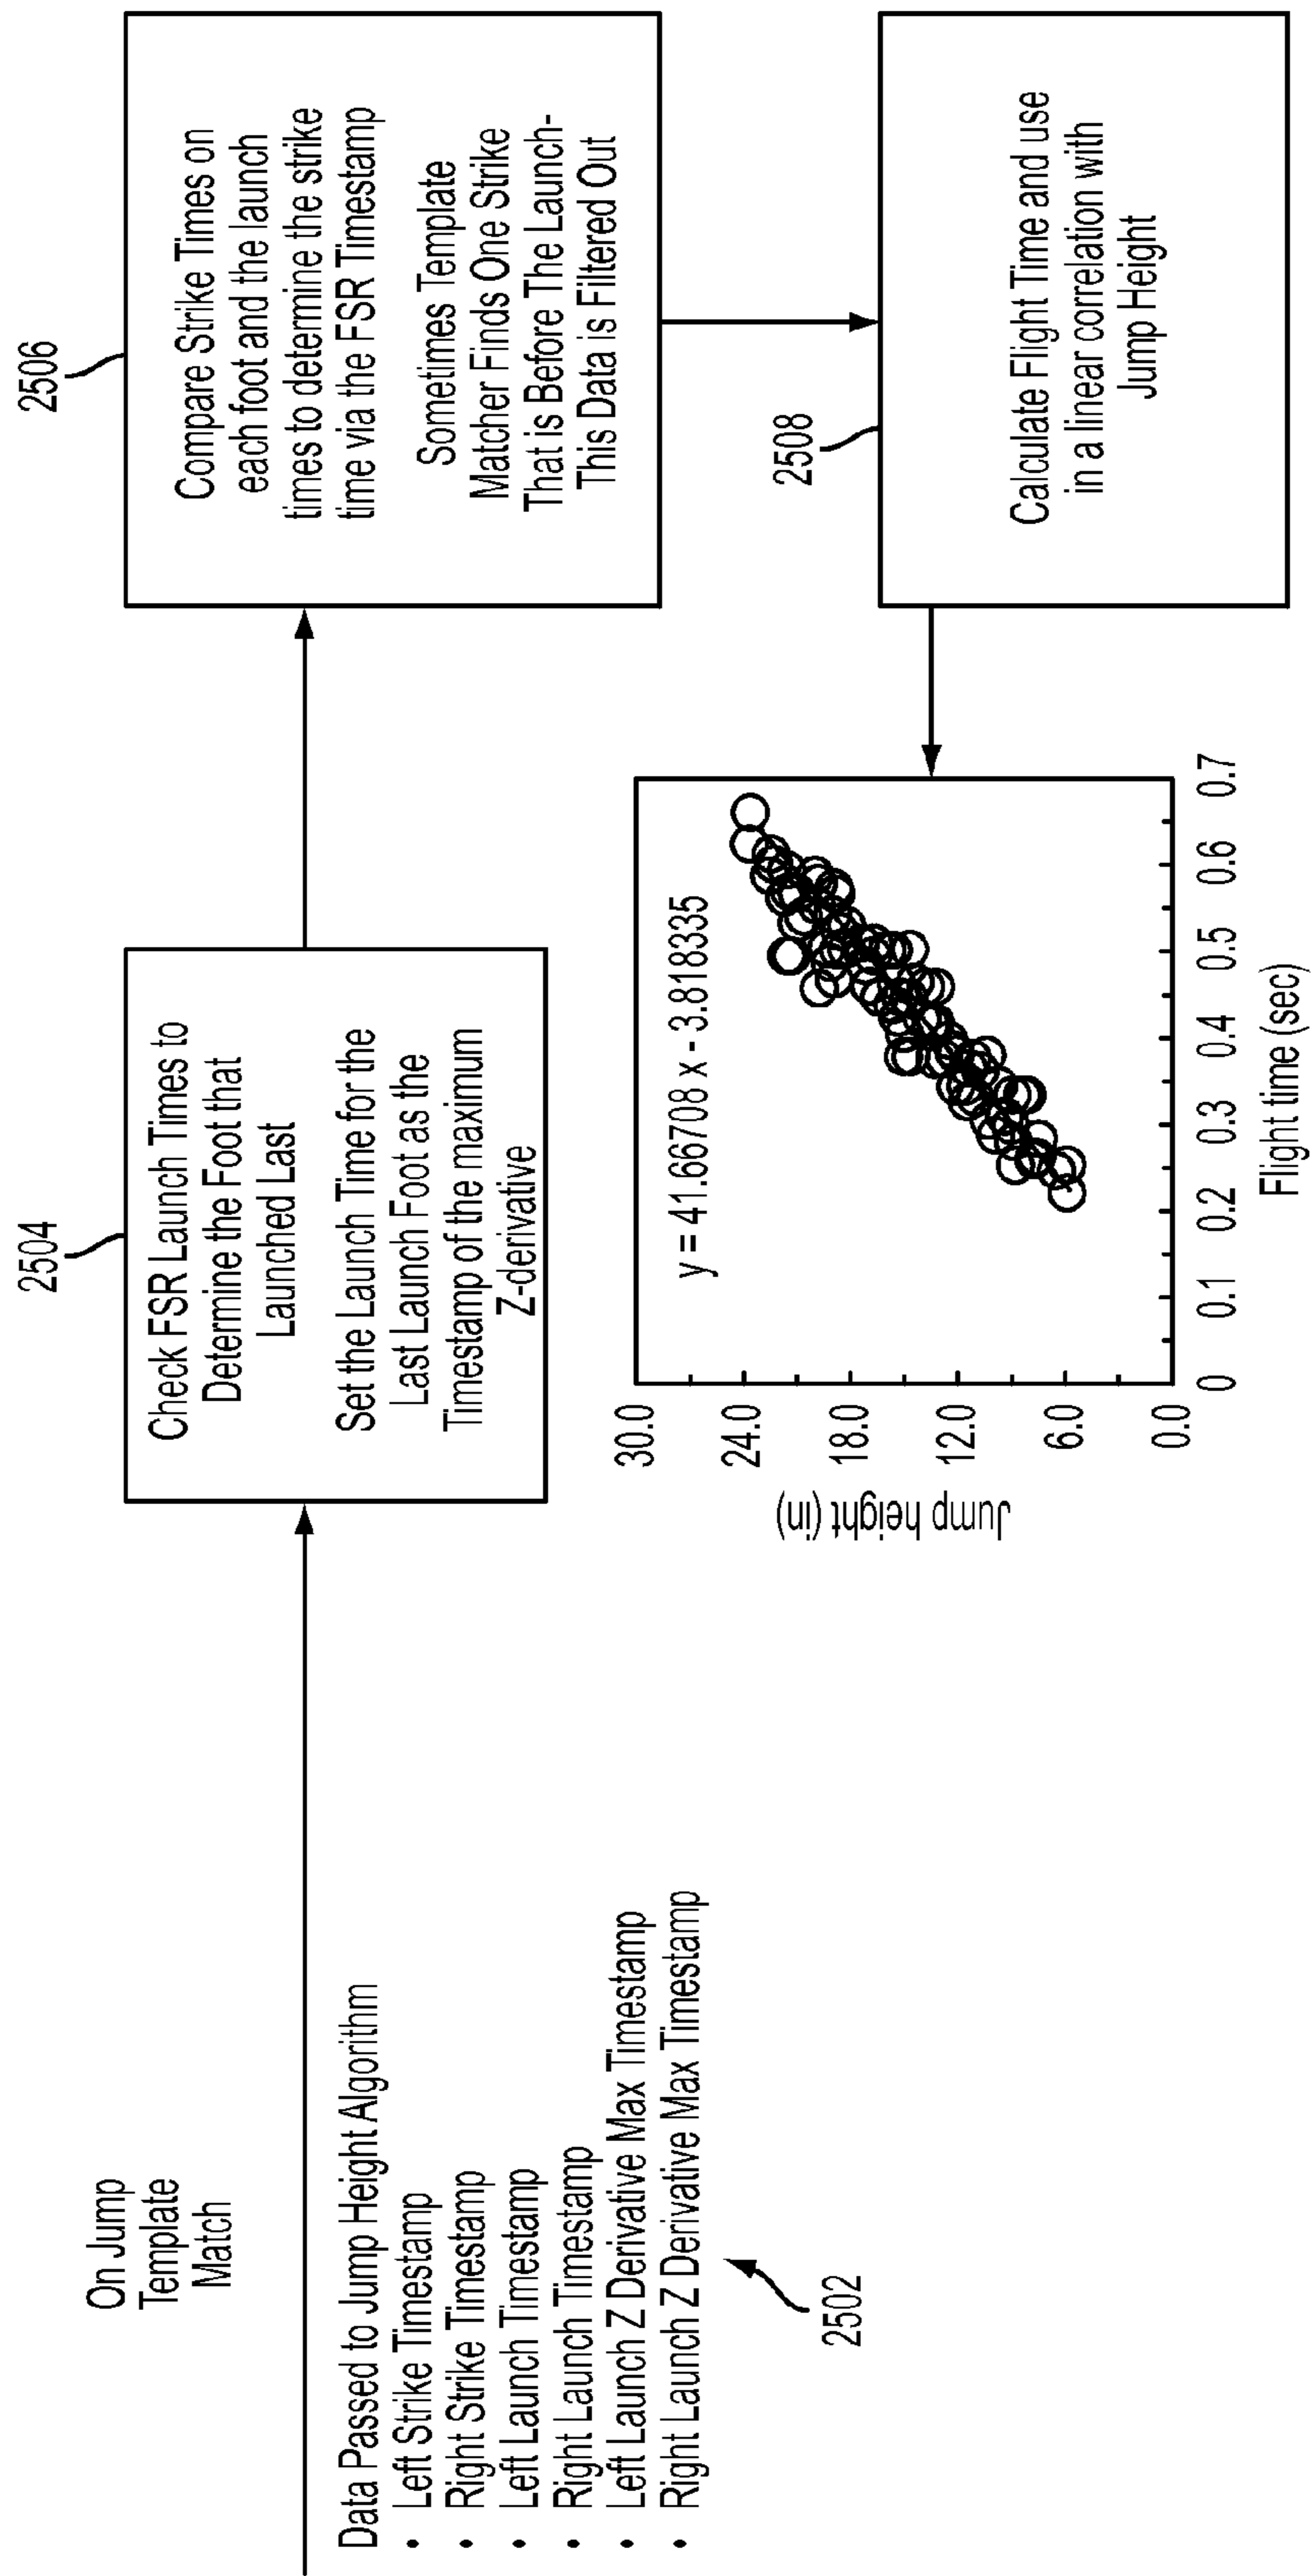 On Jump
Template
Match
Data Passed to Jump Height Algorithm
• Left Strike Timestamp
• Right Strike Timestamp
• Left Launch Timestamp
• Right Launch Timestamp
• Left Launch Z Derivative Max Timestamp
• Right Launch Z Derivative Max Timestamp
2502
2504
Check FSR Launch Times to
Determine the Foot that
Launched Last
Set the Launch Time for the
Last Launch Foot as the
Timestamp of the maximum
Z-derivative
2506
Compare Strike Times on
each foot and the launch
times to determine the strike
time via the FSR Timestamp
Sometimes Template
Matcher Finds One Strike
That is Before The Launch-
This Data is Filtered Out
2508
Calculate Flight Time and use
in a linear correlation with
Jump Height
y = 41.66708 x - 3.818335
Jump height (in)
30.0
24.0
18.0
12.0
6.0
0.0
0 0.1 0.2 0.3 0.4 0.5 0.6 0.7
Flight time (sec)